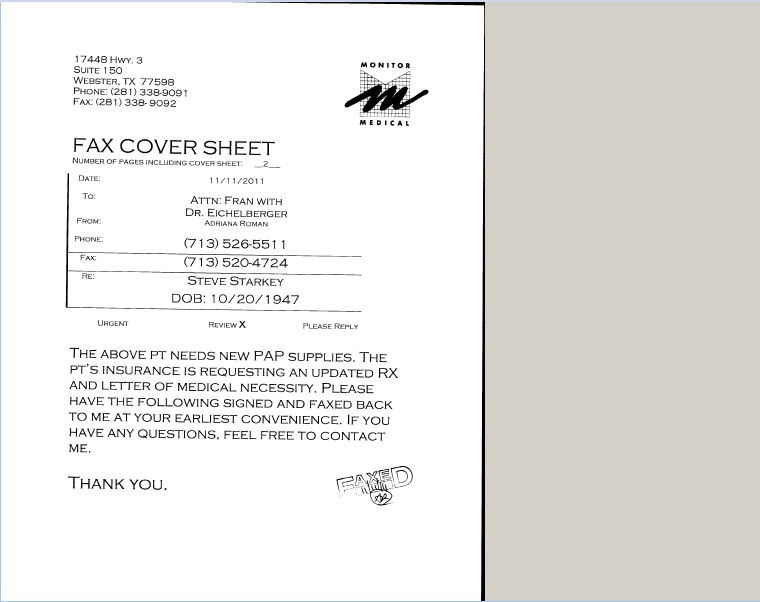 17448 Hwy. 3
Suite 150
Webster, TX 77598
Phone: (281) 338-9091
Fax: (281) 338-9092
MONITOR
m
MEDICAL
FAX COVER SHEET
Number of pages including cover sheet: __2__
Date: 11/11/2011
To: Attn: Fran with
Dr. Eichelberger
From: Adriana Roman
Phone: (713) 526-5511
Fax: (713) 520-4724
Re: Steve Starkey
DOB: 10/20/1947
Urgent Review X Please Reply
The above pt needs new PAP supplies. The
pt's insurance is requesting an updated RX
and letter of medical necessity. Please
have the following signed and faxed back
to me at your earliest convenience. If you
have any questions, feel free to contact
me.
Thank you.
FAXED